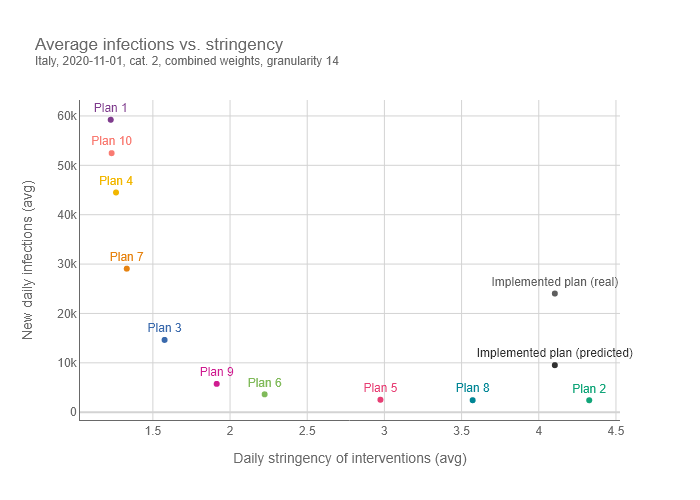 Average infections vs. stringency
Italy, 2020-11-01, cat. 2, combined weights, granularity 14
New daily infections (avg)
60k
50k
40k
30k
20k
10k
0
Plan 1
Plan 10
Plan 4
Plan 7
Implemented plan (real)
Plan 3
Implemented plan (predicted)
Plan 9
Plan 6
Plan 5
Plan 8
Plan 2
1.5
2
2.5
3
3.5
4
4.5
Daily stringency of interventions (avg)